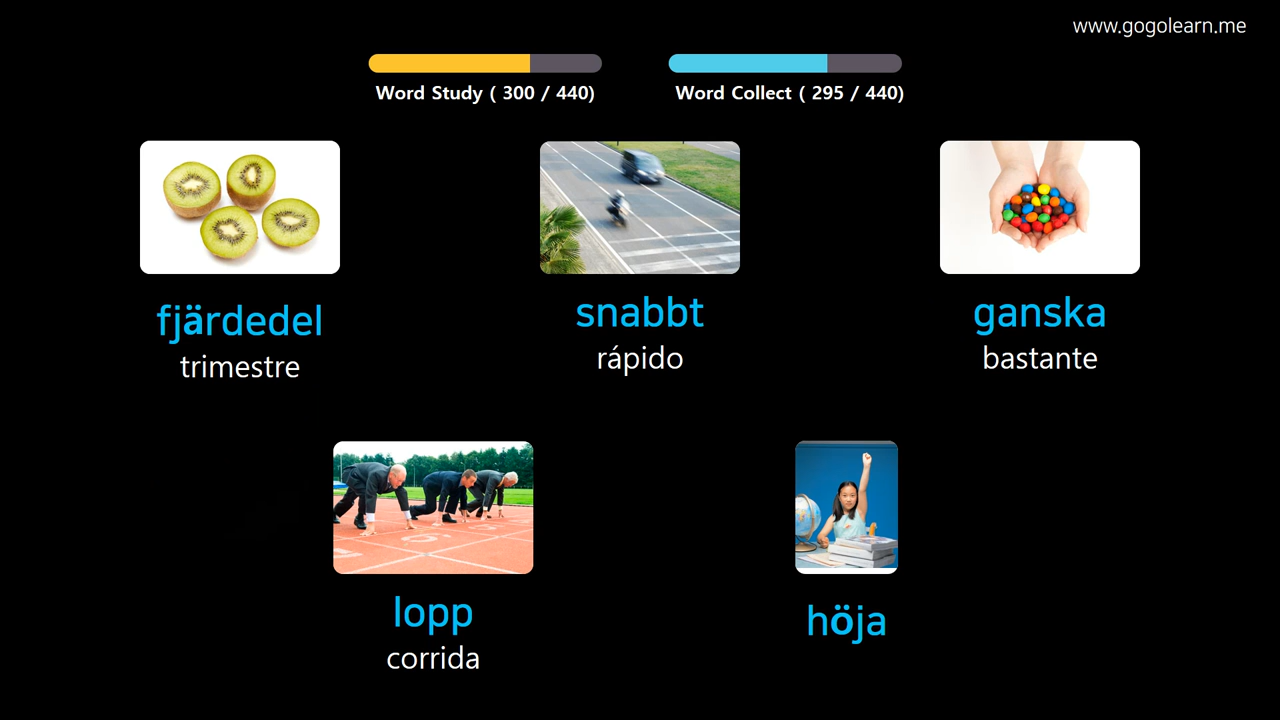 www.gogolearn.me
Word Study ( 300 / 440)
Word Collect ( 295 / 440)
fjärdedel
trimestre
snabbt
rápido
ganska
bastante
lopp
corrida
höja